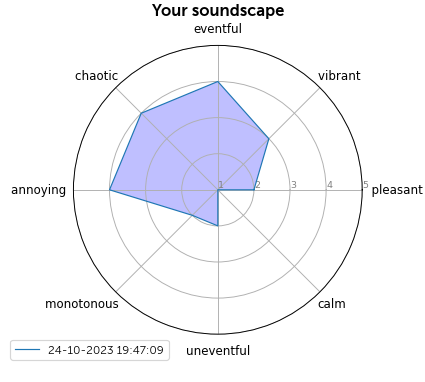 Your soundscape
eventful
chaotic
vibrant
annoying
1 2 3 4 5
pleasant
monotonous
calm
24-10-2023 19:47:09
uneventful